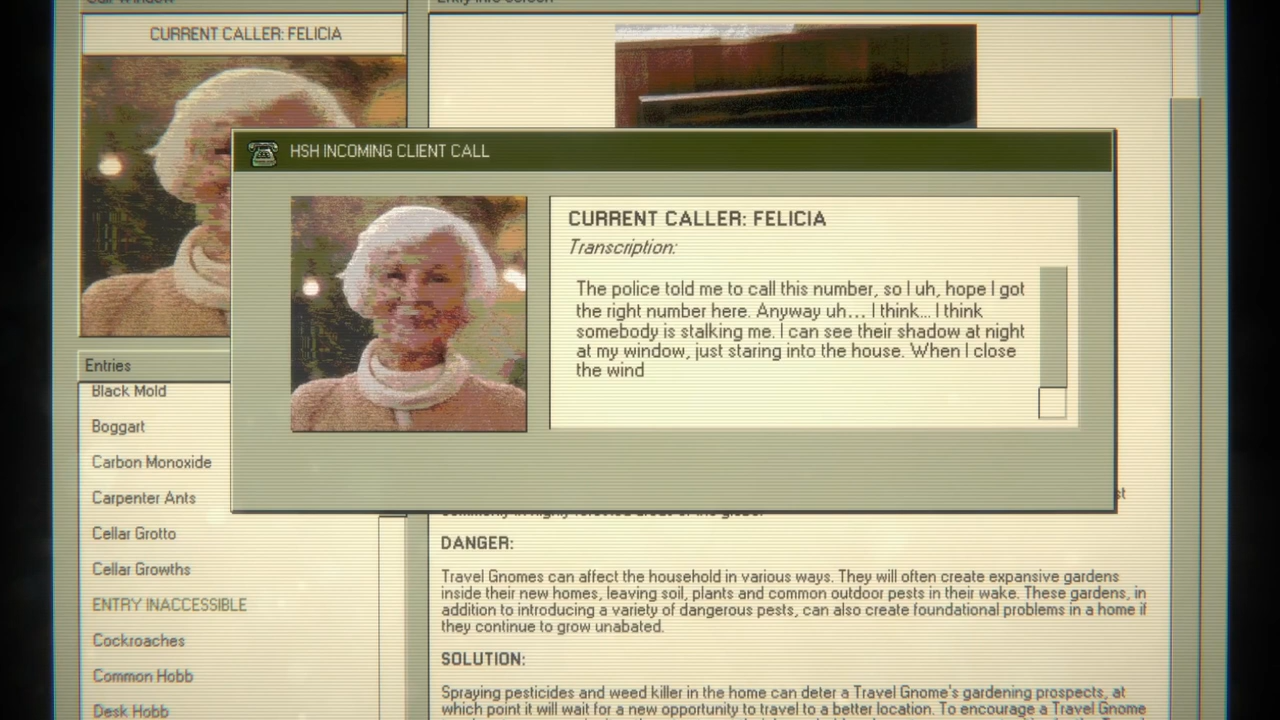 Call Window
Entry Info Screen
CURRENT CALLER: FELICIA
HSH INCOMING CLIENT CALL
CURRENT CALLER: FELICIA
Transcription:
The police told me to call this number, so I uh, hope I got
the right number here. Anyway uh... I think... I think
somebody is stalking me. I can see their shadow at night
at my window, just staring into the house. When I close
the wind
Entries
Black Mold
Boggart
Carbon Monoxide
Carpenter Ants
Cellar Grotto
Cellar Growths
ENTRY INACCESSIBLE
Cockroaches
Common Hobb
Desk Hobb
DANGER:
Travel Gnomes can affect the household in various ways. They will often create expansive gardens
inside their new homes, leaving soil, plants and common outdoor pests in their wake. These gardens, in
addition to introducing a variety of dangerous pests, can also create foundational problems in a home if
they continue to grow unabated.
SOLUTION:
Spraying pesticides and weed killer in the home can deter a Travel Gnome's gardening prospects, at
which point it will wait for a new opportunity to travel to a better location. To encourage a Travel Gnome